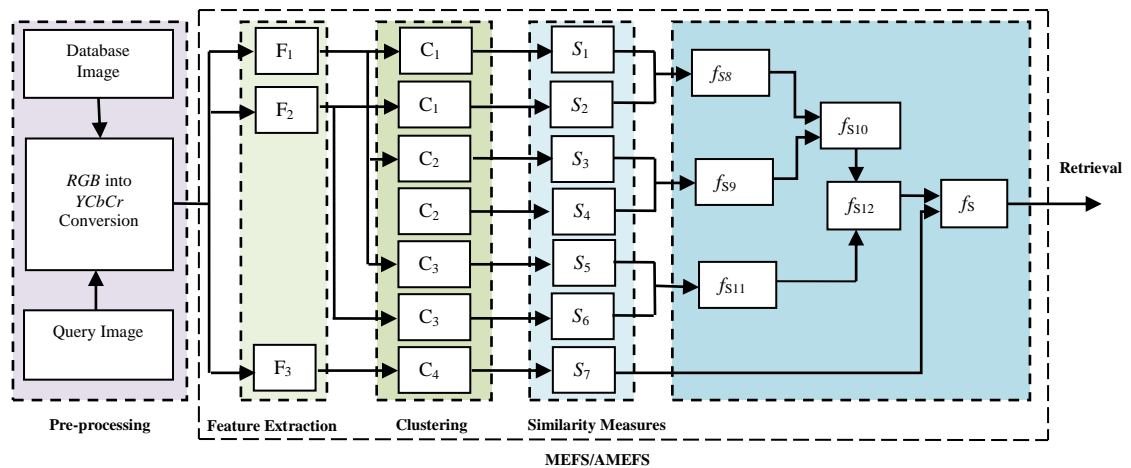 Database
Image
RGB into
YCbCr
Conversion
Query Image
Pre-processing
F1
F2
F3
Feature Extraction
C1
C1
C2
C2
C3
C3
C4
Clustering
S1
S2
S3
S4
S5
S6
S7
Similarity Measures
fS8
fS9
fS10
fS12
fS11
fS
Retrieval
MEFS/AMEFS